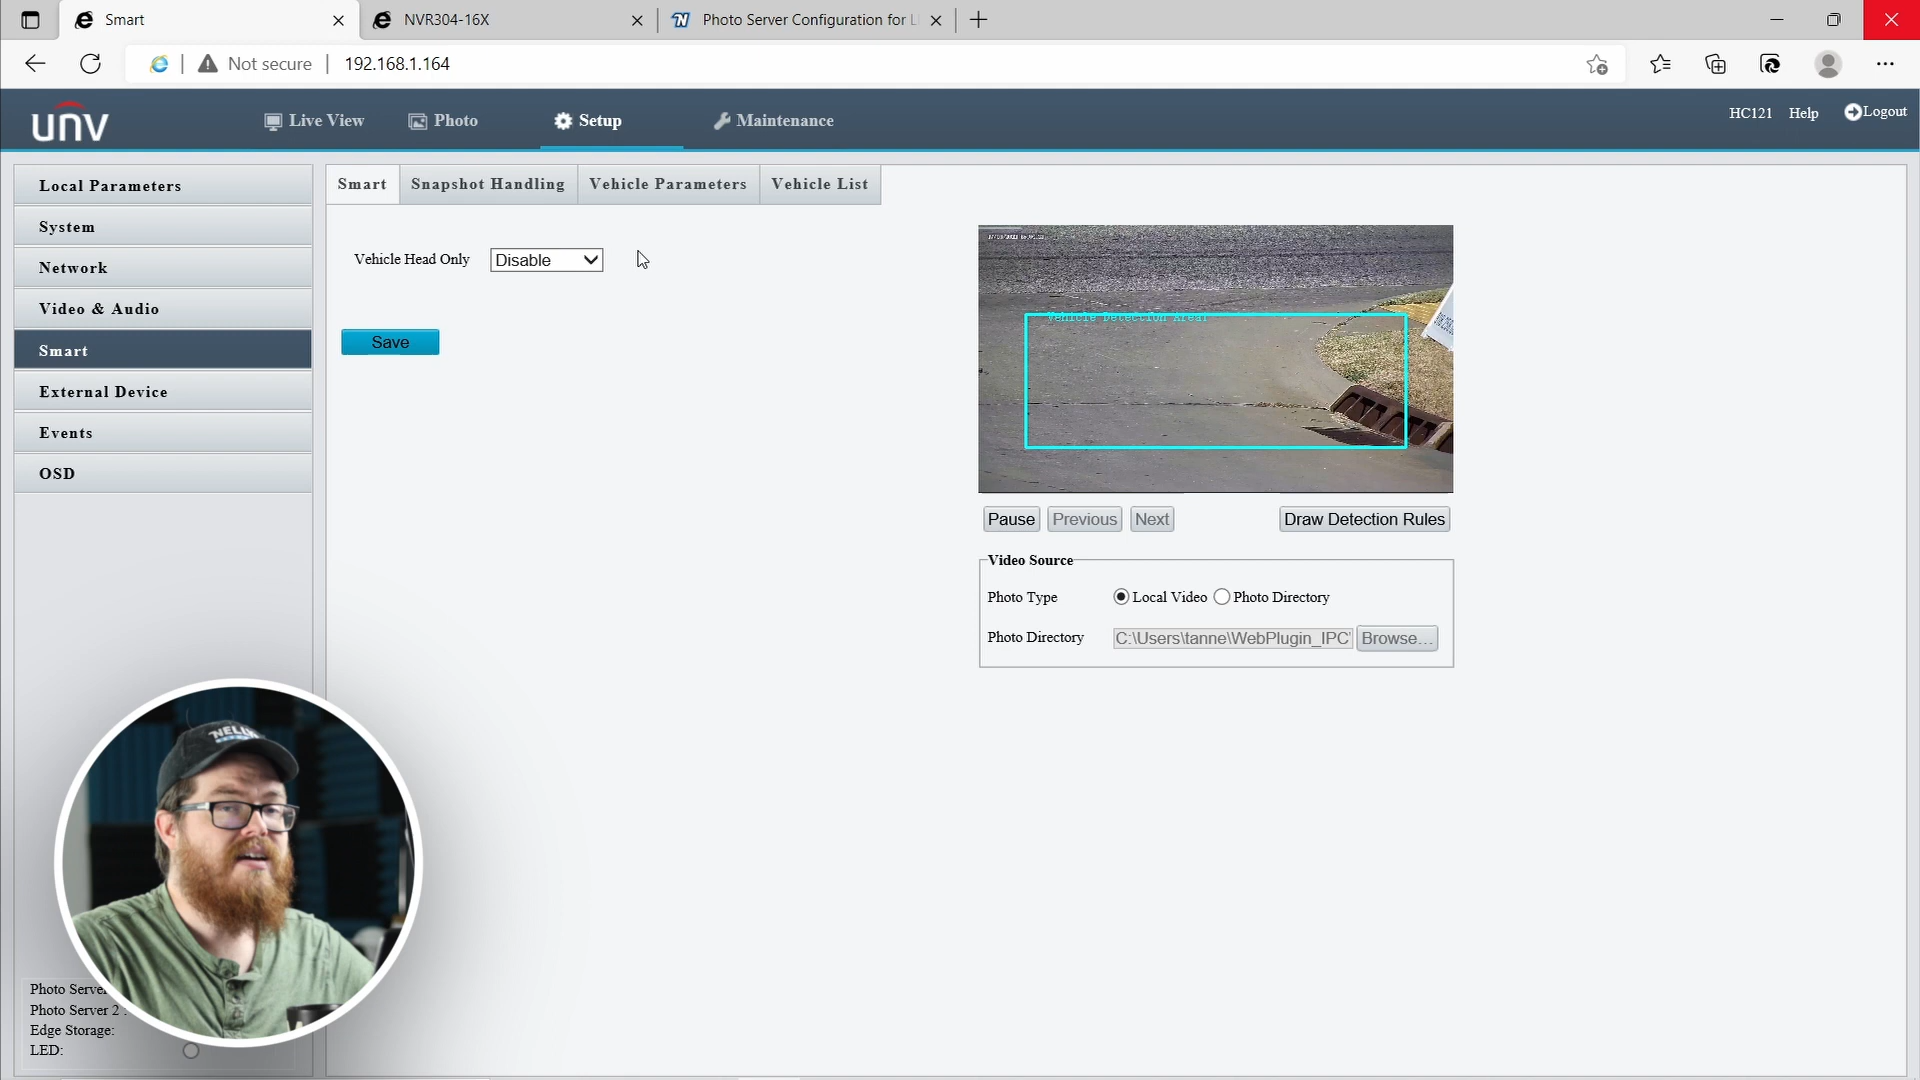 Smart
NVR304-16X
Photo Server Configuration for L
Not secure
192.168.1.164
unv
Live View
Photo
Setup
Maintenance
HC121
Help
Logout
Local Parameters
System
Network
Video & Audio
Smart
External Device
Events
OSD
Smart
Snapshot Handling
Vehicle Parameters
Vehicle List
Vehicle Head Only
Disable
Save
Vehicle Detection Area1
Pause
Previous
Next
Draw Detection Rules
Video Source
Photo Type
Local Video
Photo Directory
Photo Directory
C:\Users\tanne\WebPlugin_IPC
Browse...
NELLY
Photo Server
Photo Server 2 :
Edge Storage:
LED: